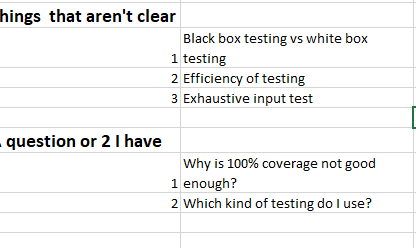 hings that aren't clear
Black box testing vs white box
1 testing
2 Efficiency of testing
3 Exhaustive input test
question or 2 I have
Why is 100% coverage not good
1 enough?
2 Which kind of testing do I use?